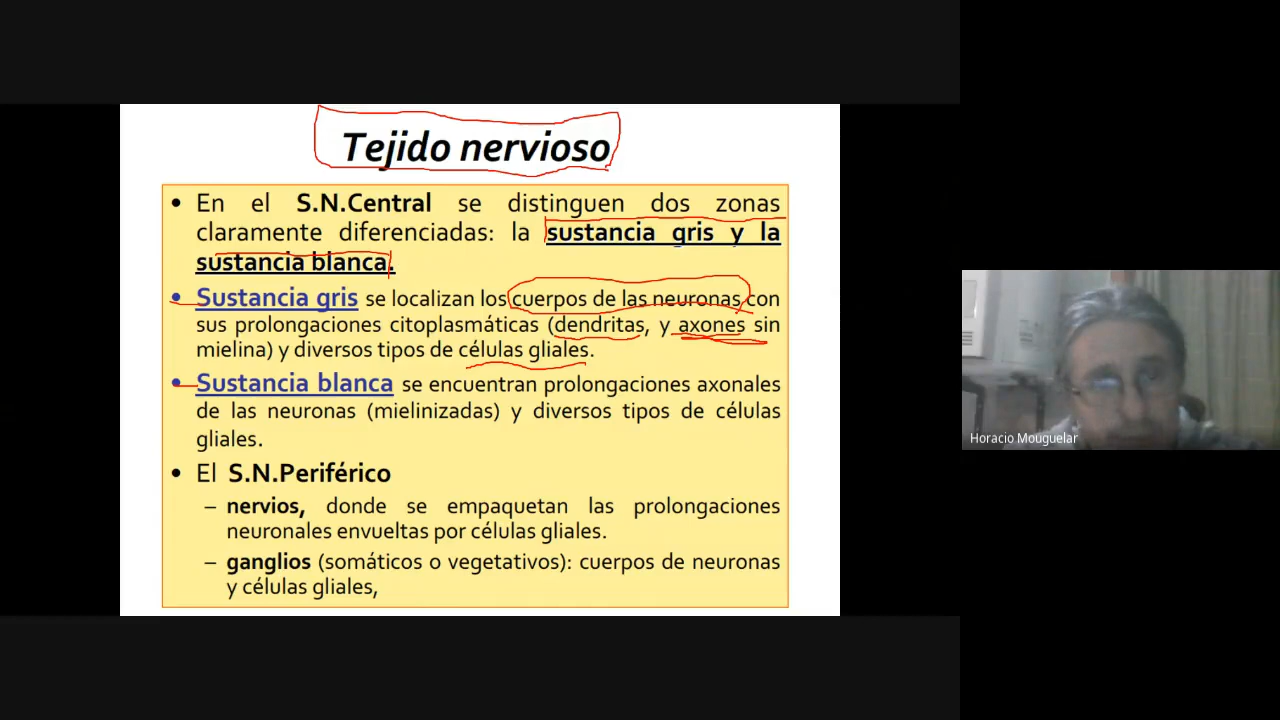 Tejido nervioso
• En el S.N.Central se distinguen dos zonas
claramente diferenciadas: la sustancia gris y la
sustancia blanca.
• Sustancia gris se localizan los cuerpos de las neuronas con
sus prolongaciones citoplasmáticas (dendritas, y axones sin
mielina) y diversos tipos de células gliales.
• Sustancia blanca se encuentran prolongaciones axonales
de las neuronas (mielinizadas) y diversos tipos de células
gliales.
• El S.N.Periférico
– nervios, donde se empaquetan las prolongaciones
neuronales envueltas por células gliales.
– ganglios (somáticos o vegetativos): cuerpos de neuronas
y células gliales,
Horacio Mouguelar